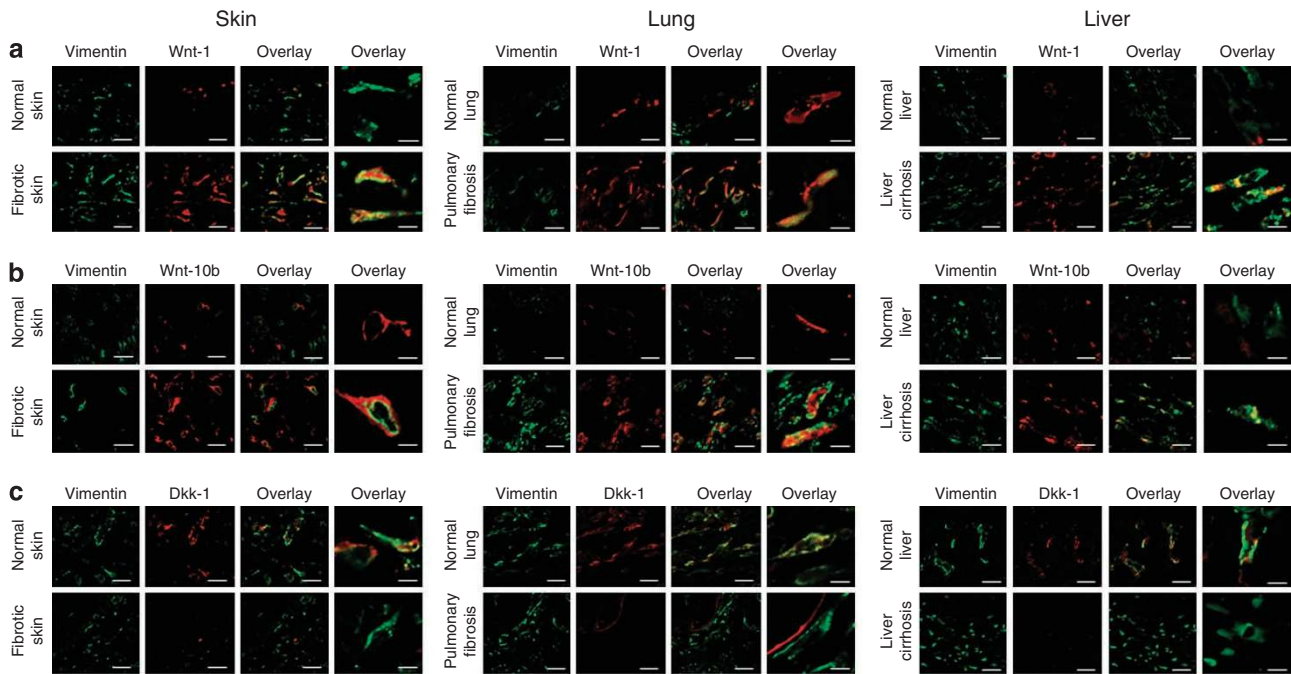 Skin Lung Liver
a Vimentin Wnt-1 Overlay Overlay Vimentin Wnt-1 Overlay Overlay Vimentin Wnt-1 Overlay Overlay
Normal skin Normal lung Normal liver
Fibrotic skin Pulmonary fibrosis Liver cirrhosis
b Vimentin Wnt-10b Overlay Overlay Vimentin Wnt-10b Overlay Overlay Vimentin Wnt-10b Overlay Overlay
Normal skin Normal lung Normal liver
Fibrotic skin Pulmonary fibrosis Liver cirrhosis
c Vimentin Dkk-1 Overlay Overlay Vimentin Dkk-1 Overlay Overlay Vimentin Dkk-1 Overlay Overlay
Normal skin Normal lung Normal liver
Fibrotic skin Pulmonary fibrosis Liver cirrhosis